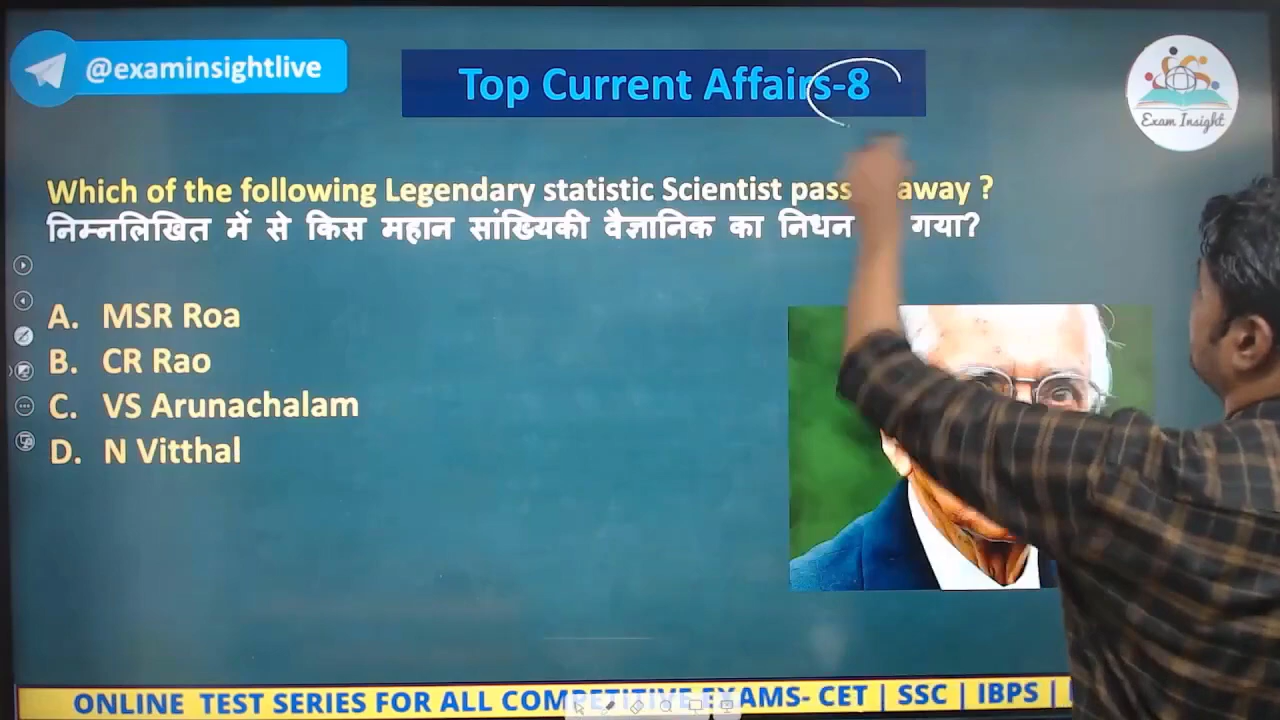 @examinsightlive
Top Current Affairs-8
Exam Insight
Which of the following Legendary statistic Scientist pass away ?
निम्नलिखित में से किस महान सांख्यिकी वैज्ञानिक का निधन गया?
A. MSR Roa
B. CR Rao
C. VS Arunachalam
D. N Vitthal
ONLINE TEST SERIES FOR ALL COMPETITIVE EXAMS- CET | SSC | IBPS |